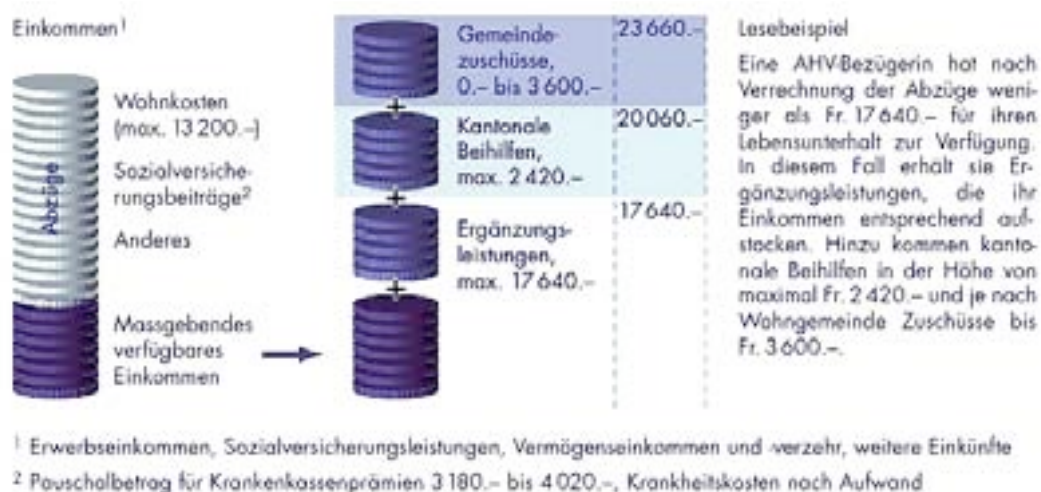 Einkommen¹
Abzüge
Wohnkosten
(max. 13 200.–)
Sozialversiche-
rungsbeiträge²
Anderes
Massgebendes
verfügbares
Einkommen
Gemeinde-
zuschüsse,
0.– bis 3 600.–
23 660.–
+
Kantonale
Beihilfen,
max. 2 420.–
20 060.–
+
Ergänzungs-
leistungen,
max. 17 640.–
17 640.–
+
Lesebeispiel
Eine AHV-Bezügerin hat nach
Verrechnung der Abzüge weni-
ger als Fr. 17 640.– für ihren
Lebensunterhalt zur Verfügung.
In diesem Fall erhält sie Er-
gänzungsleistungen, die ihr
Einkommen entsprechend auf-
stocken. Hinzu kommen kanto-
nale Beihilfen in der Höhe von
maximal Fr. 2 420.– und je nach
Wohngemeinde Zuschüsse bis
Fr. 3 600.–.
¹ Erwerbseinkommen, Sozialversicherungsleistungen, Vermögenseinkommen und -verzehr, weitere Einkünfte
² Pauschalbetrag für Krankenkassenprämien 3 180.– bis 4 020.–, Krankheitskosten nach Aufwand